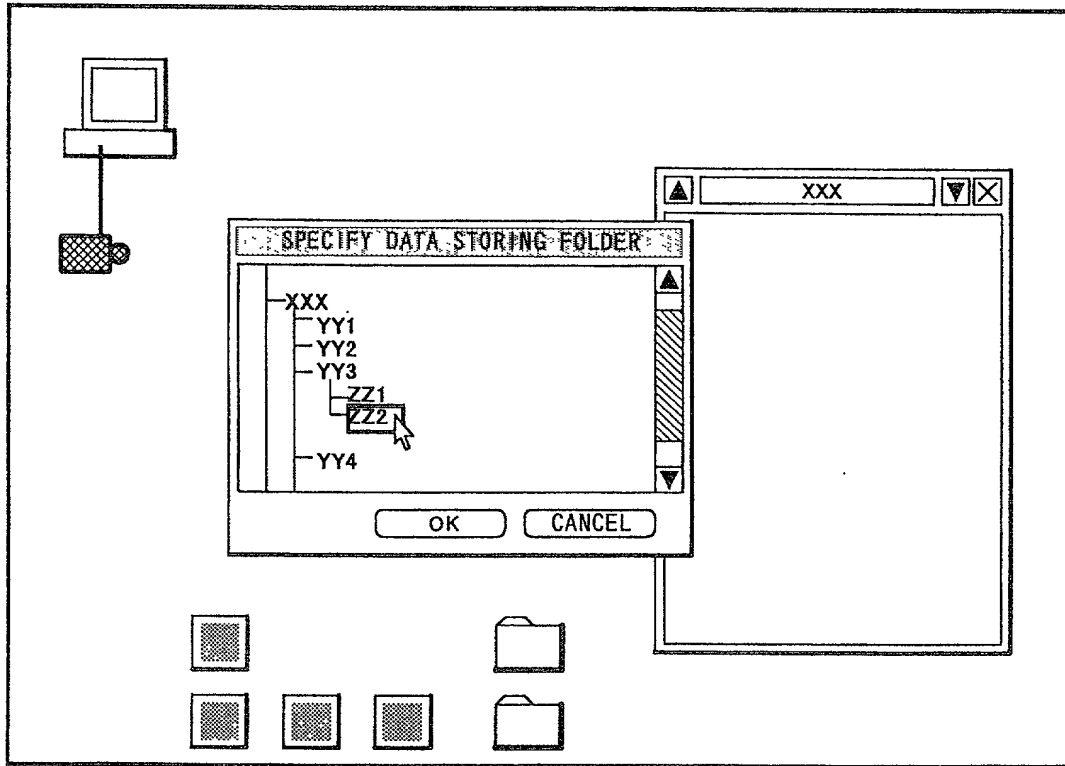 XXX
SPECIFY DATA STORING FOLDER
XXX
YY1
YY2
YY3
ZZ1
ZZ2
YY4
OK
CANCEL